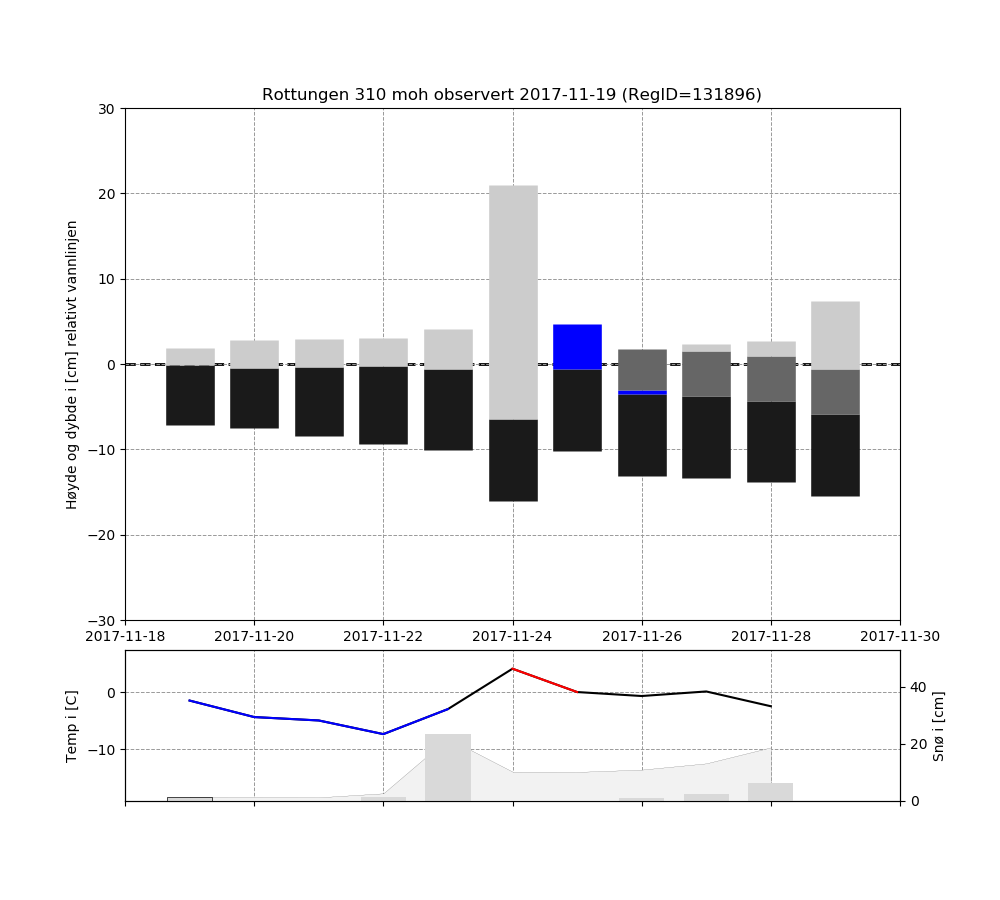 Rottungen 310 moh observert 2017-11-19 (RegID=131896)
Høyde og dybde i [cm] relativt vannlinjen
30
20
10
0
−10
−20
−30
2017-11-18 2017-11-20 2017-11-22 2017-11-24 2017-11-26 2017-11-28 2017-11-30
Temp i [C]
0
−10
40
20
0
Snø i [cm]